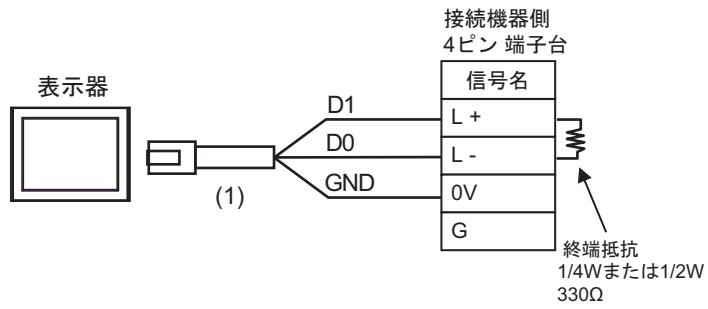 接続機器側
4ピン 端子台
表示器
信号名
D1
L +
D0
L -
GND
0V
(1)
G
終端抵抗
1/4Wまたは1/2W
330Ω